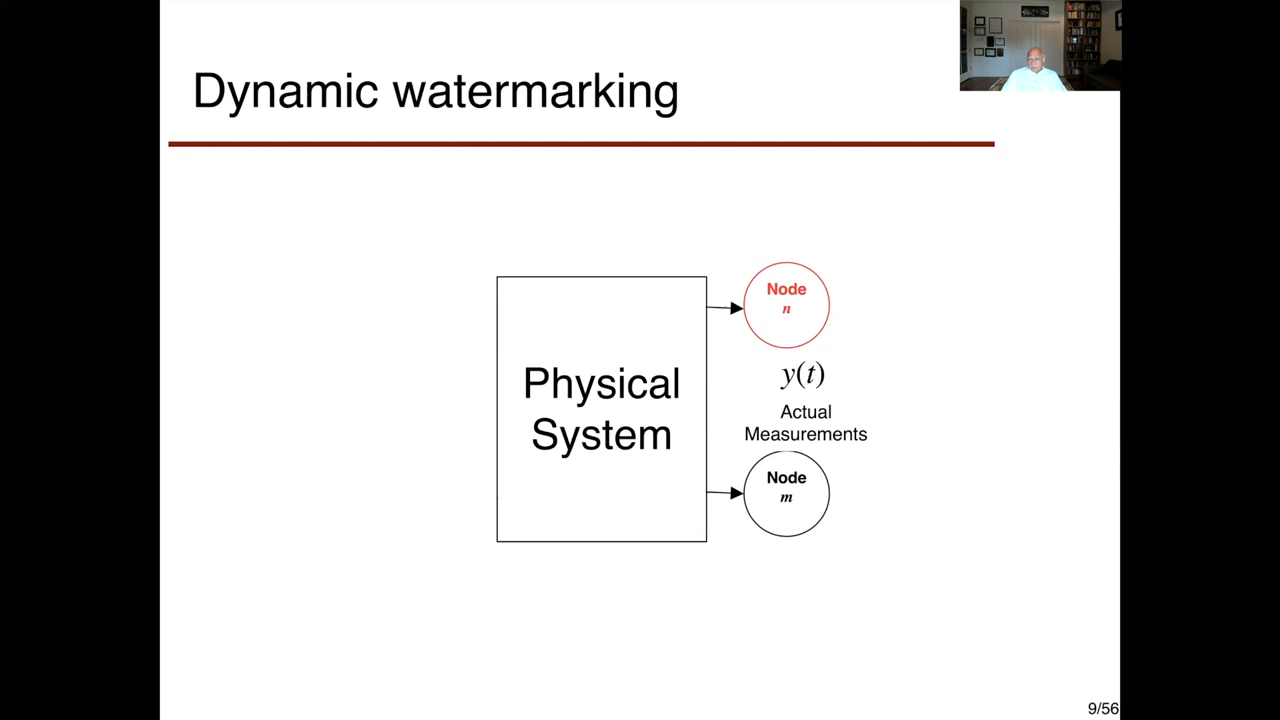 Dynamic watermarking
Node
n
Physical
System
y(t)
Actual
Measurements
Node
m
9/56